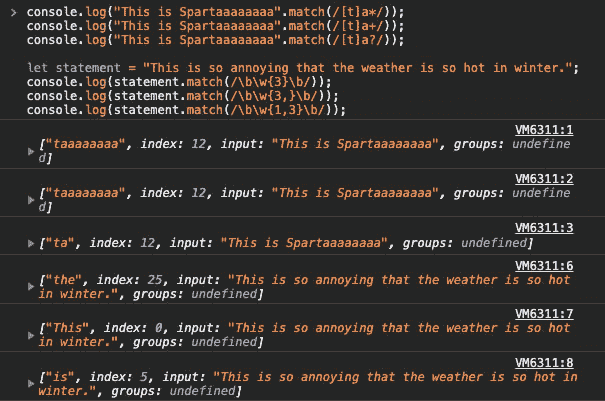 > console.log("This is Spartaaaaaaaa".match(/[t]a*/));
console.log("This is Spartaaaaaaaa".match(/[t]a+/));
console.log("This is Spartaaaaaaaa".match(/[t]a?/));
let statement = "This is so annoying that the weather is so hot in winter.";
console.log(statement.match(/\b\w{3}\b/));
console.log(statement.match(/\b\w{3,}\b/));
console.log(statement.match(/\b\w{1,3}\b/));
VM6311:1
["taaaaaaaa", index: 12, input: "This is Spartaaaaaaaa", groups: undefine
d]
VM6311:2
["taaaaaaaa", index: 12, input: "This is Spartaaaaaaaa", groups: undefine
d]
VM6311:3
["ta", index: 12, input: "This is Spartaaaaaaaa", groups: undefined]
VM6311:6
["the", index: 25, input: "This is so annoying that the weather is so hot
in winter.", groups: undefined]
VM6311:7
["This", index: 0, input: "This is so annoying that the weather is so hot
in winter.", groups: undefined]
VM6311:8
["is", index: 5, input: "This is so annoying that the weather is so hot in
winter.", groups: undefined]